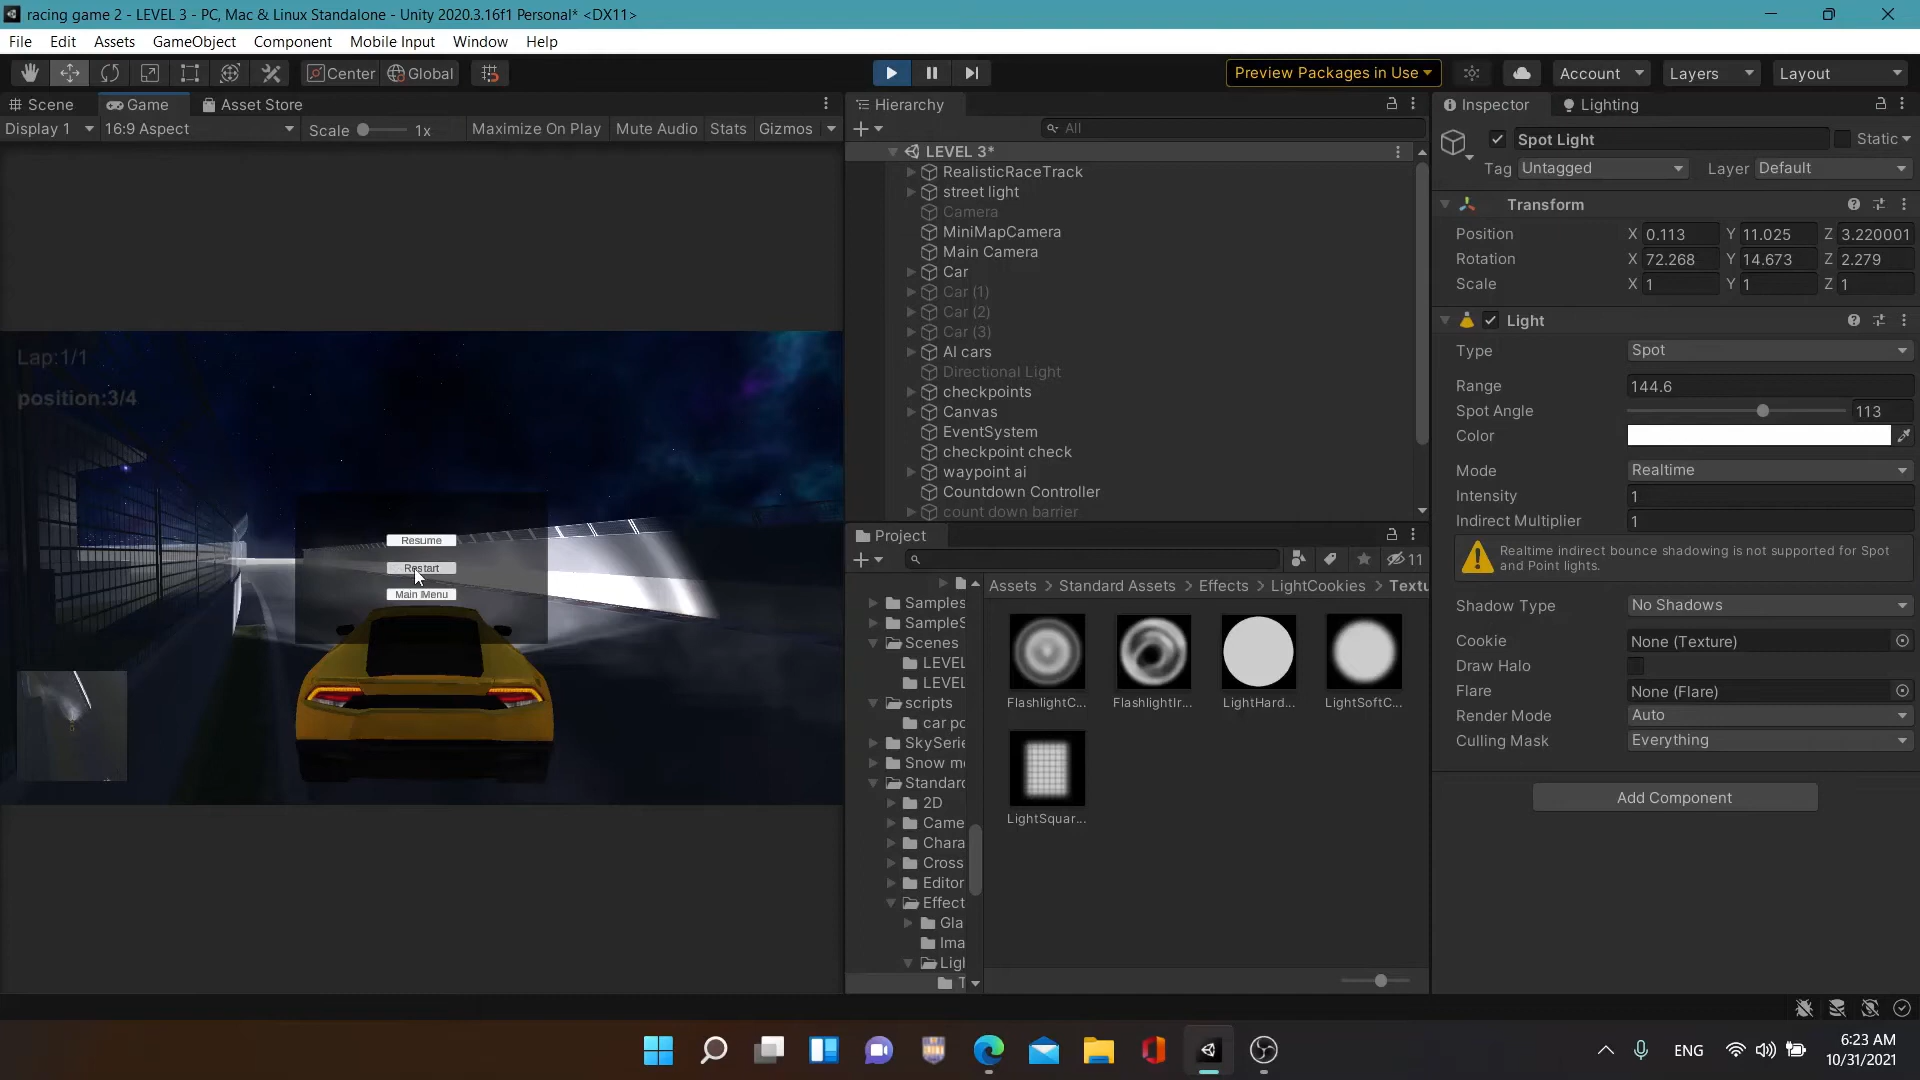 racing game 2 - LEVEL 3 - PC, Mac & Linux Standalone - Unity 2020.3.16f1 Personal* <DX11>
File Edit Assets GameObject Component Mobile Input Window Help
Center Global
Preview Packages in Use
Account
Layers
Layout
Scene Game Asset Store
Display 1 16:9 Aspect Scale 1x Maximize On Play Mute Audio Stats Gizmos
Lap:1/1
position:3/4
Resume
Restart
Main Menu
Hierarchy
All
LEVEL 3*
RealisticRaceTrack
street light
Camera
MiniMapCamera
Main Camera
Car
Car (1)
Car (2)
Car (3)
AI cars
Directional Light
checkpoints
Canvas
EventSystem
checkpoint check
waypoint ai
Countdown Controller
count down barrier
Project
11
Samples
SampleS
Scenes
LEVEL
LEVEL
scripts
car po
SkySerie
Snow mo
Standard
2D
Came
Chara
Cross
Editor
Effect
Gla
Ima
Ligh
T
Assets > Standard Assets > Effects > LightCookies > Textu
FlashlightC...
FlashlightIr...
LightHard...
LightSoftC...
LightSquar...
Inspector Lighting
Spot Light Static
Tag Untagged Layer Default
Transform
Position X 0.113 Y 11.025 Z 3.220001
Rotation X 72.268 Y 14.673 Z 2.279
Scale X 1 Y 1 Z 1
Light
Type Spot
Range 144.6
Spot Angle 113
Color
Mode Realtime
Intensity 1
Indirect Multiplier 1
Realtime indirect bounce shadowing is not supported for Spot
and Point lights.
Shadow Type No Shadows
Cookie None (Texture)
Draw Halo
Flare None (Flare)
Render Mode Auto
Culling Mask Everything
Add Component
ENG
6:23 AM
10/31/2021